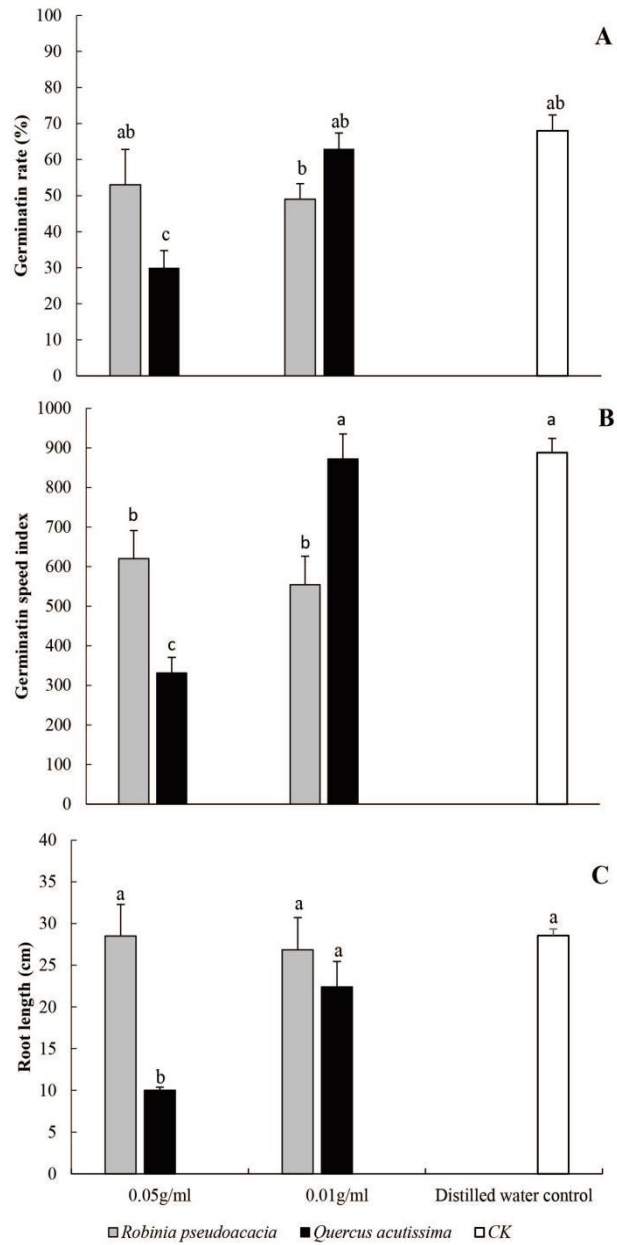 A
Germinatin rate (%)
100
90
80
70
60
50
40
30
20
10
0
ab
c
b
ab
ab
B
Germinatin speed index
1000
900
800
700
600
500
400
300
200
100
0
b
c
b
a
a
C
Root length (cm)
40
35
30
25
20
15
10
5
0
a
b
a
a
a
0.05g/ml 0.01g/ml Distilled water control
Robinia pseudoacacia Quercus acutissima CK